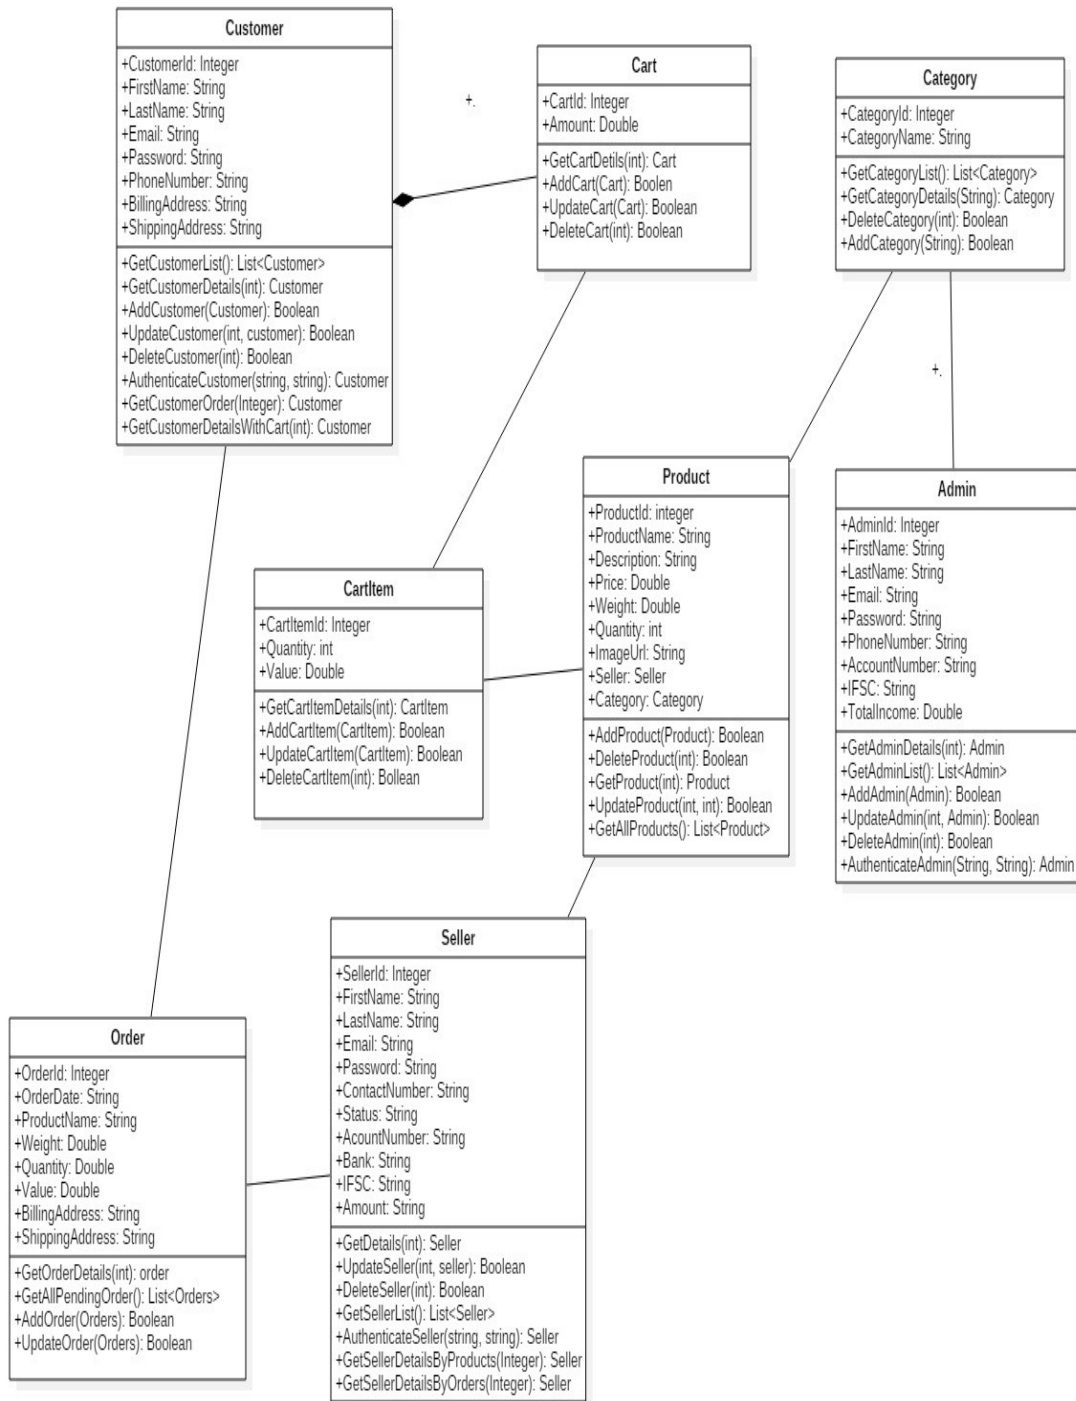 Customer
+CustomerId: Integer
+FirstName: String
+LastName: String
+Email: String
+Password: String
+PhoneNumber: String
+BillingAddress: String
+ShippingAddress: String
+GetCustomerList(): List<Customer>
+GetCustomerDetails(int): Customer
+AddCustomer(Customer): Boolean
+UpdateCustomer(int, customer): Boolean
+DeleteCustomer(int): Boolean
+AuthenticateCustomer(string, string): Customer
+GetCustomerOrder(Integer): Customer
+GetCustomerDetailsWithCart(int): Customer
+.
Cart
+CartId: Integer
+Amount: Double
+GetCartDetils(int): Cart
+AddCart(Cart): Boolen
+UpdateCart(Cart): Boolean
+DeleteCart(int): Boolean
Category
+CategoryId: Integer
+CategoryName: String
+GetCategoryList(): List<Category>
+GetCategoryDetails(String): Category
+DeleteCategory(int): Boolean
+AddCategory(String): Boolean
+.
CartItem
+CartItemId: Integer
+Quantity: int
+Value: Double
+GetCartItemDetails(int): CartItem
+AddCartItem(CartItem): Boolean
+UpdateCartItem(CartItem): Boolean
+DeleteCartItem(int): Bollean
Product
+ProductId: integer
+ProductName: String
+Description: String
+Price: Double
+Weight: Double
+Quantity: int
+ImageUrl: String
+Seller: Seller
+Category: Category
+AddProduct(Product): Boolean
+DeleteProduct(int): Boolean
+GetProduct(int): Product
+UpdateProduct(int, int): Boolean
+GetAllProducts(): List<Product>
Admin
+AdminId: Integer
+FirstName: String
+LastName: String
+Email: String
+Password: String
+PhoneNumber: String
+AccountNumber: String
+IFSC: String
+TotalIncome: Double
+GetAdminDetails(int): Admin
+GetAdminList(): List<Admin>
+AddAdmin(Admin): Boolean
+UpdateAdmin(int, Admin): Boolean
+DeleteAdmin(int): Boolean
+AuthenticateAdmin(String, String): Admin
Order
+OrderId: Integer
+OrderDate: String
+ProductName: String
+Weight: Double
+Quantity: Double
+Value: Double
+BillingAddress: String
+ShippingAddress: String
+GetOrderDetails(int): order
+GetAllPendingOrder(): List<Orders>
+AddOrder(Orders): Boolean
+UpdateOrder(Orders): Boolean
Seller
+SellerId: Integer
+FirstName: String
+LastName: String
+Email: String
+Password: String
+ContactNumber: String
+Status: String
+AcountNumber: String
+Bank: String
+IFSC: String
+Amount: String
+GetDetails(int): Seller
+UpdateSeller(int, seller): Boolean
+DeleteSeller(int): Boolean
+GetSellerList(): List<Seller>
+AuthenticateSeller(string, string): Seller
+GetSellerDetailsByProducts(Integer): Seller
+GetSellerDetailsByOrders(Integer): Seller